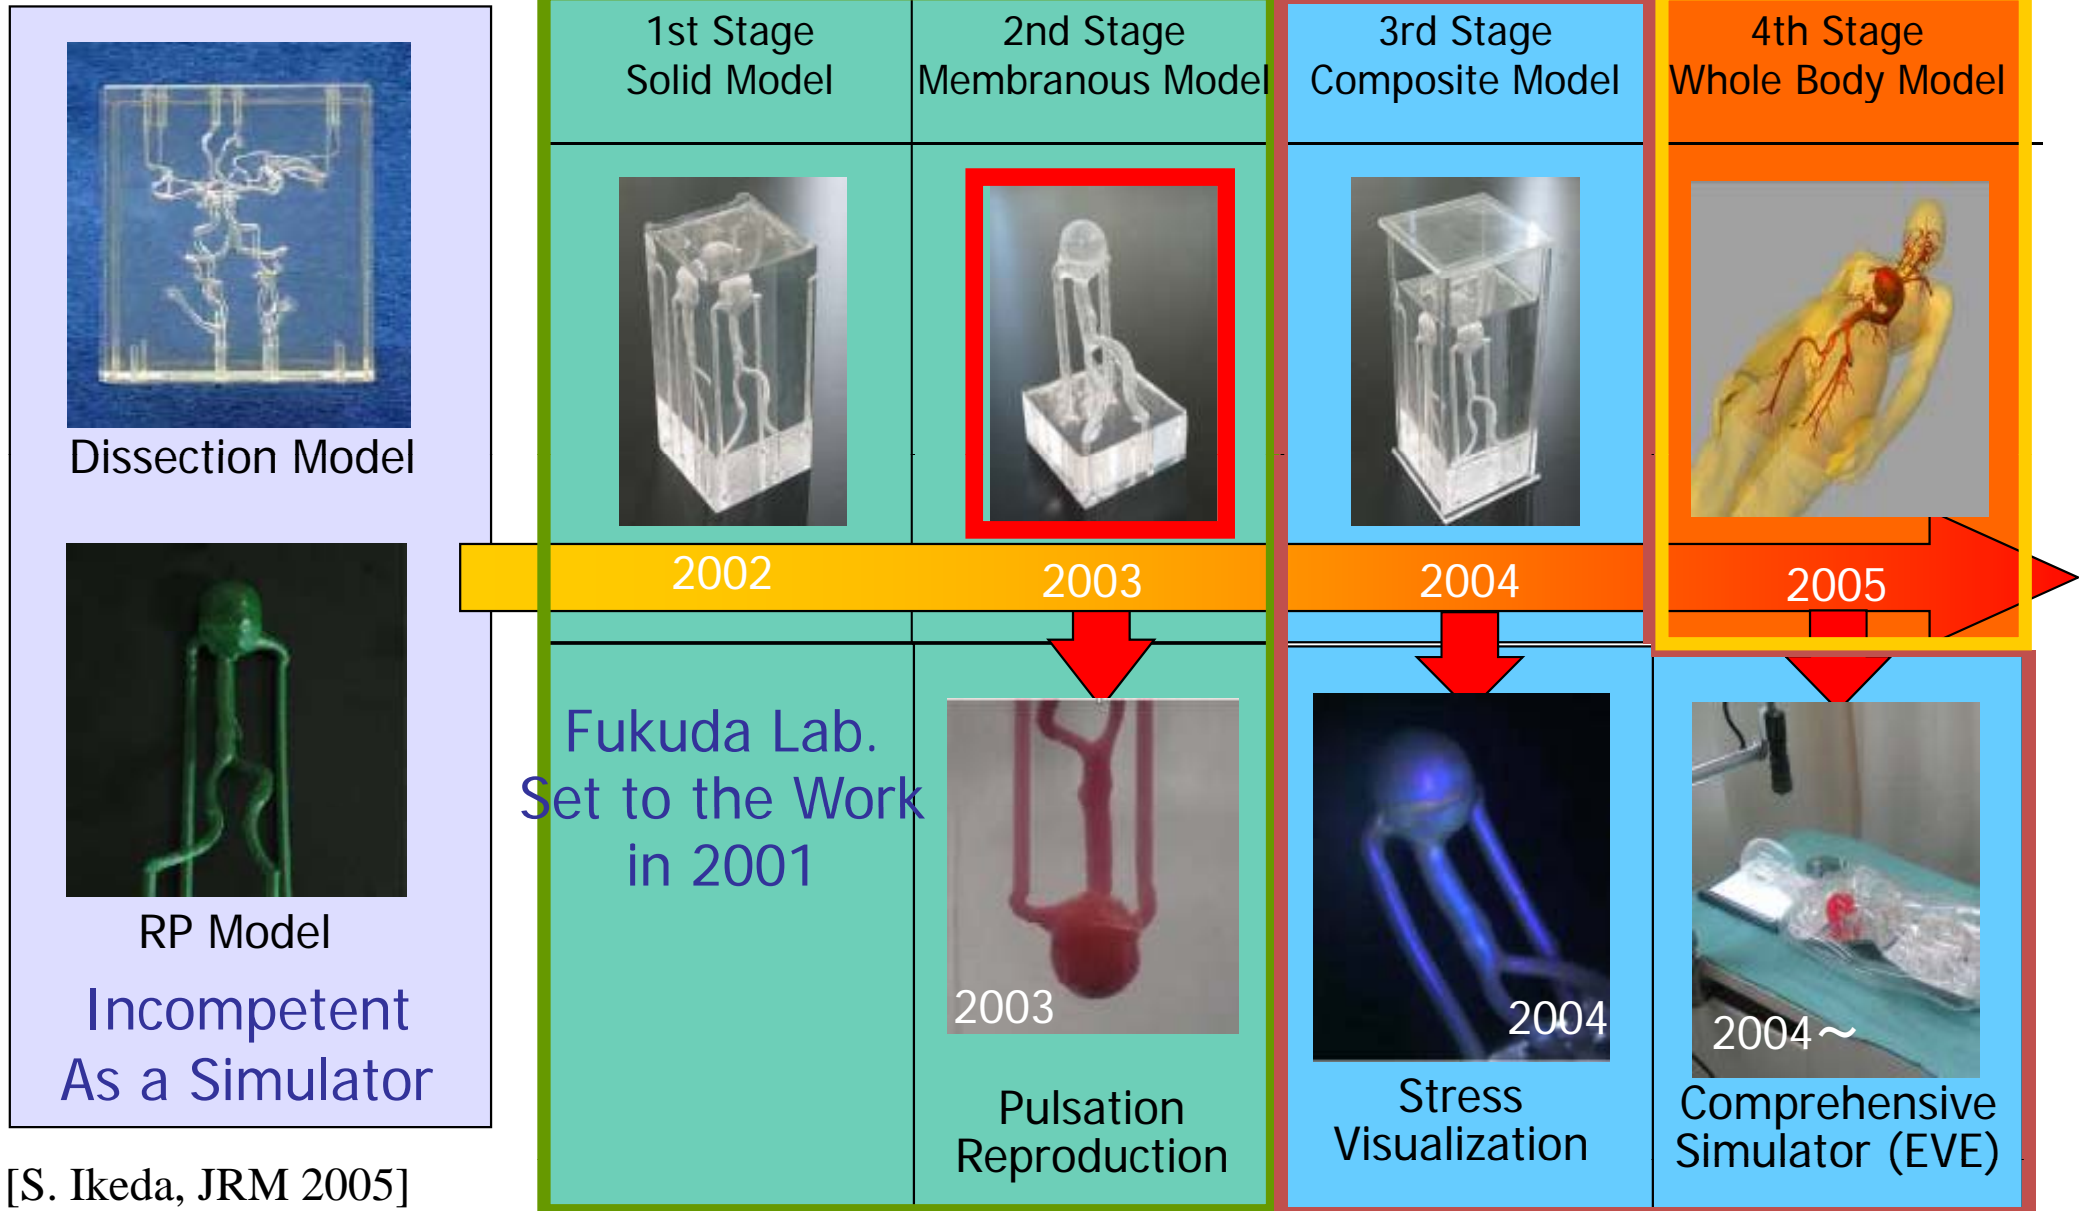 Dissection Model
RP Model
Incompetent
As a Simulator
[S. Ikeda, JRM 2005]
1st Stage
Solid Model
2nd Stage
Membranous Model
3rd Stage
Composite Model
4th Stage
Whole Body Model
2002
2003
2004
2005
Fukuda Lab.
Set to the Work
in 2001
2003
Pulsation
Reproduction
2004
Stress
Visualization
2004～
Comprehensive
Simulator (EVE)